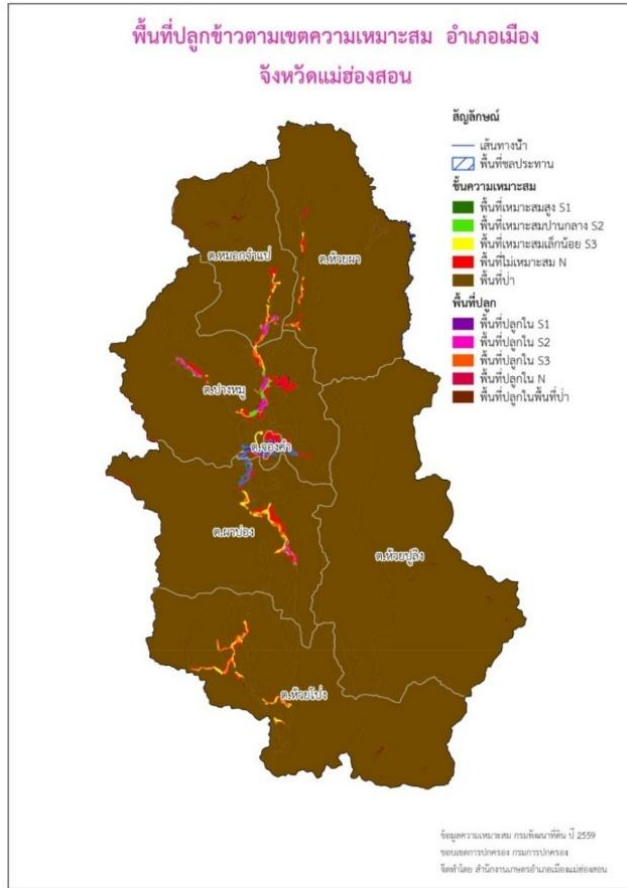 พื้นที่ปลูกข้าวตามเขตความเหมาะสม อำเภอเมือง
จังหวัดแม่ฮ่องสอน
สัญลักษณ์
เส้นทางน้ำ
พื้นที่ชลประทาน
ชั้นความเหมาะสม
พื้นที่เหมาะสมสูง S1
พื้นที่เหมาะสมปานกลาง S2
พื้นที่เหมาะสมเล็กน้อย S3
พื้นที่ไม่เหมาะสม N
พื้นที่ป่า
พื้นที่ปลูก
พื้นที่ปลูกใน S1
พื้นที่ปลูกใน S2
พื้นที่ปลูกใน S3
พื้นที่ปลูกใน N
พื้นที่ปลูกในพื้นที่ป่า
ต.หมอกจำแป่
ต.ห้วยผา
ต.ปางหมู
ต.จองคำ
ต.ผาบ่อง
ต.ห้วยปูลิง
ต.ห้วยโป่ง
ข้อมูลความเหมาะสม กรมพัฒนาที่ดิน ปี 2559
ขอบเขตการปกครอง กรมการปกครอง
จัดทำโดย สำนักงานเกษตรอำเภอเมืองแม่ฮ่องสอน